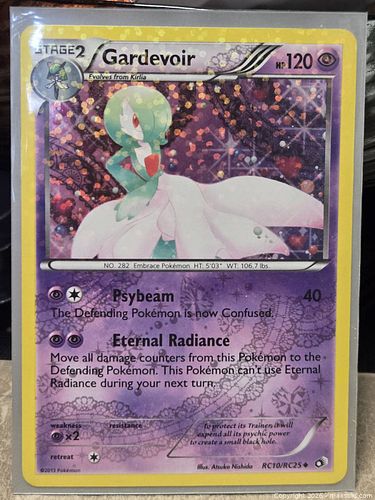 STAGE2
Gardevoir
HP120
Evolves from Kirlia
NO. 282 Embrace Pokémon HT: 5'03" WT: 106.7 lbs.
Psybeam 40
The Defending Pokémon is now Confused.
Eternal Radiance
Move all damage counters from this Pokémon to the
Defending Pokémon. This Pokémon can't use Eternal
Radiance during your next turn.
weakness
×2
resistance
retreat
To protect its Trainer, it will
expend all its psychic power
to create a small black hole.
Illus. Atsuko Nishida
RC10/RC25
©2013 Pokémon